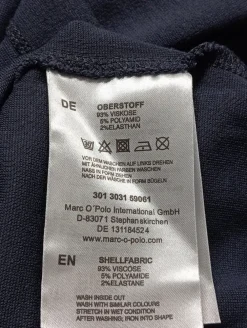 DE OBERSTOFF
93% VISKOSE
5% POLYAMID
2%ELASTHAN
VOR DEM WASCHEN AUF LINKS DREHEN
MIT ÄHNLICHEN FARBEN WASCHEN
NASS IN FORM ZIEHEN
NACH DER WÄSCHE IN FORM BÜGELN
301 3031 59061
Marc O´Polo International GmbH
D-83071 Stephanskirchen
DE 131184524
www.marc-o-polo.com
EN SHELLFABRIC
93% VISCOSE
5% POLYAMIDE
2%ELASTANE
WASH INSIDE OUT
WASH WITH SIMILAR COLOURS
STRETCH IN WET CONDITION
AFTER WASHING; IRON INTO SHAPE